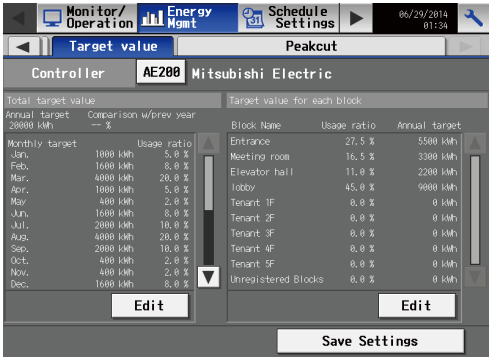 Monitor/ Operation
Energy Mgmt
31
Schedule Settings
06/29/2014 01:34
Target value
Peakcut
Controller AE200 Mitsubishi Electric
Total target value
Annual target Comparison w/prev year
20000 kWh -- %
Monthly target Usage ratio
Jan. 1000 kWh 5.0 %
Feb. 1600 kWh 8.0 %
Mar. 4000 kWh 20.0 %
Apr. 1000 kWh 5.0 %
May 400 kWh 2.0 %
Jun. 1600 kWh 8.0 %
Jul. 2000 kWh 10.0 %
Aug. 4000 kWh 20.0 %
Sep. 2000 kWh 10.0 %
Oct. 400 kWh 2.0 %
Nov. 400 kWh 2.0 %
Dec. 1600 kWh 8.0 %
Edit
Target value for each block
Block Name Usage ratio Annual target
Entrance 27.5 % 5500 kWh
Meeting room 16.5 % 3300 kWh
Elevator hall 11.0 % 2200 kWh
lobby 45.0 % 9000 kWh
Tenant 1F 0.0 % 0 kWh
Tenant 2F 0.0 % 0 kWh
Tenant 3F 0.0 % 0 kWh
Tenant 4F 0.0 % 0 kWh
Tenant 5F 0.0 % 0 kWh
Unregistered Blocks 0.0 % 0 kWh
Edit
Save Settings